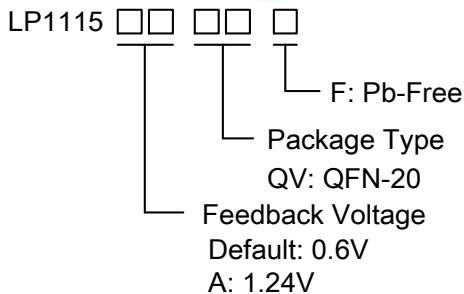 LP1115 □□ □□ □
F: Pb-Free
Package Type
QV: QFN-20
Feedback Voltage
Default: 0.6V
A: 1.24V